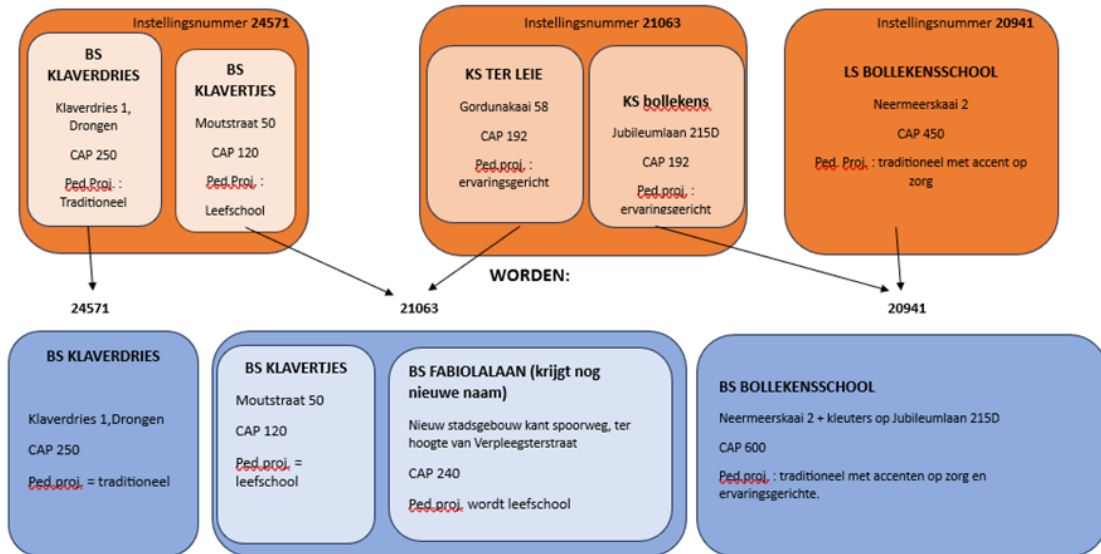 Instellingsnummer 24571
BS
KLAVERDRIES
Klaverdries 1,
Drongen
CAP 250
Ped.Proj. :
Traditioneel
BS
KLAVERTJES
Moutstraat 50
CAP 120
Ped.Proj. :
Leefschool
Instellingsnummer 21063
KS TER LEIE
Gordunakaai 58
CAP 192
Ped.proj. :
ervaringsgericht
KS bollekens
Jubileumlaan 215D
CAP 192
Ped.proj. :
ervaringsgericht
Instellingsnummer 20941
LS BOLLEKENSSCHOOL
Neermeerskaai 2
CAP 450
Ped. Proj. : traditioneel met accent op
zorg
WORDEN:
24571
21063
20941
BS KLAVERDRIES
Klaverdries 1,Drongen
CAP 250
Ped.proj. = traditioneel
BS KLAVERTJES
Moutstraat 50
CAP 120
Ped.proj. =
leefschool
BS FABIOLALAAN (krijgt nog
nieuwe naam)
Nieuw stadsgebouw kant spoorweg, ter
hoogte van Verpleegsterstraat
CAP 240
Ped.proj. wordt leefschool
BS BOLLEKENSSCHOOL
Neermeerskaai 2 + kleuters op Jubileumlaan 215D
CAP 600
Ped.proj. : traditioneel met accenten op zorg en
ervaringsgerichte.